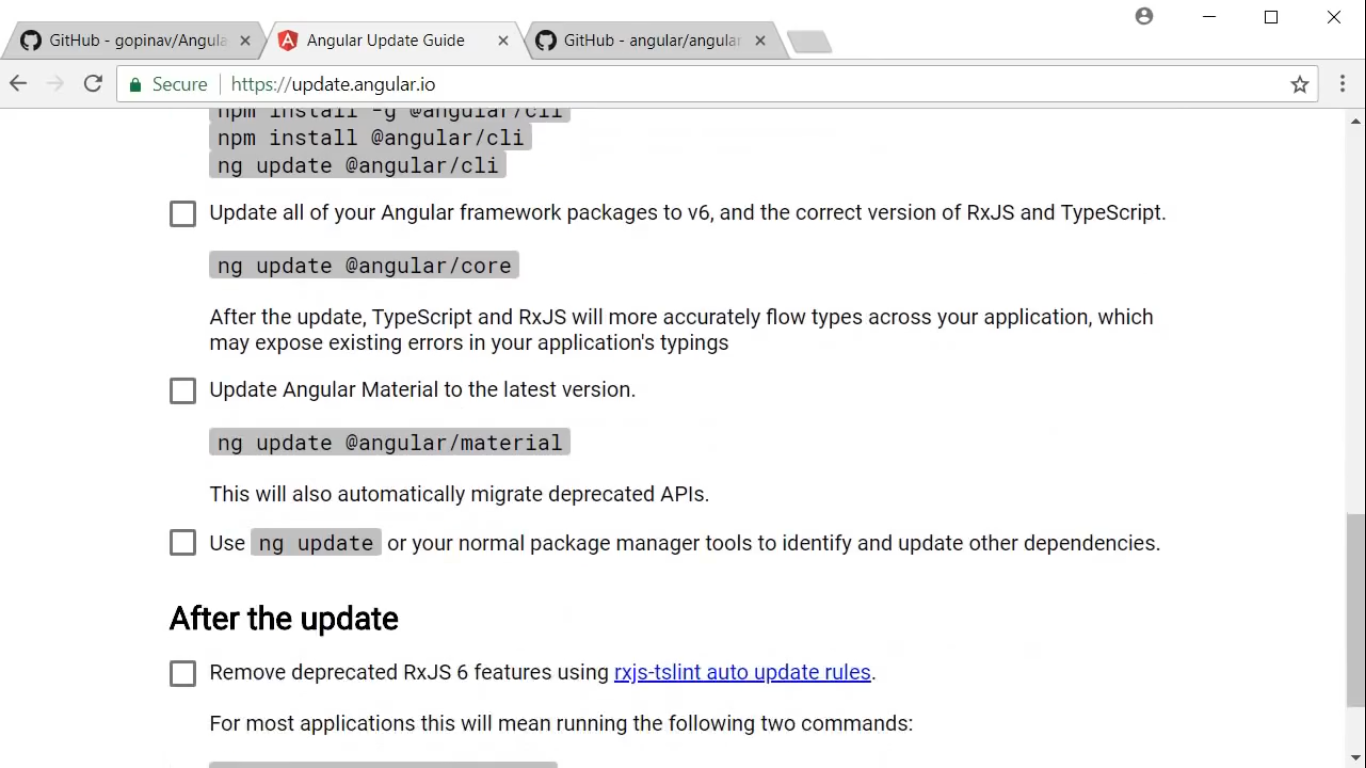 GitHub - gopinav/Angula
Angular Update Guide
GitHub - angular/angular
Secure
https://update.angular.io
npm install -g @angular/cli
npm install @angular/cli
ng update @angular/cli
Update all of your Angular framework packages to v6, and the correct version of RxJS and TypeScript.
ng update @angular/core
After the update, TypeScript and RxJS will more accurately flow types across your application, which
may expose existing errors in your application's typings
Update Angular Material to the latest version.
ng update @angular/material
This will also automatically migrate deprecated APIs.
Use ng update or your normal package manager tools to identify and update other dependencies.
After the update
Remove deprecated RxJS 6 features using rxjs-tslint auto update rules.
For most applications this will mean running the following two commands: